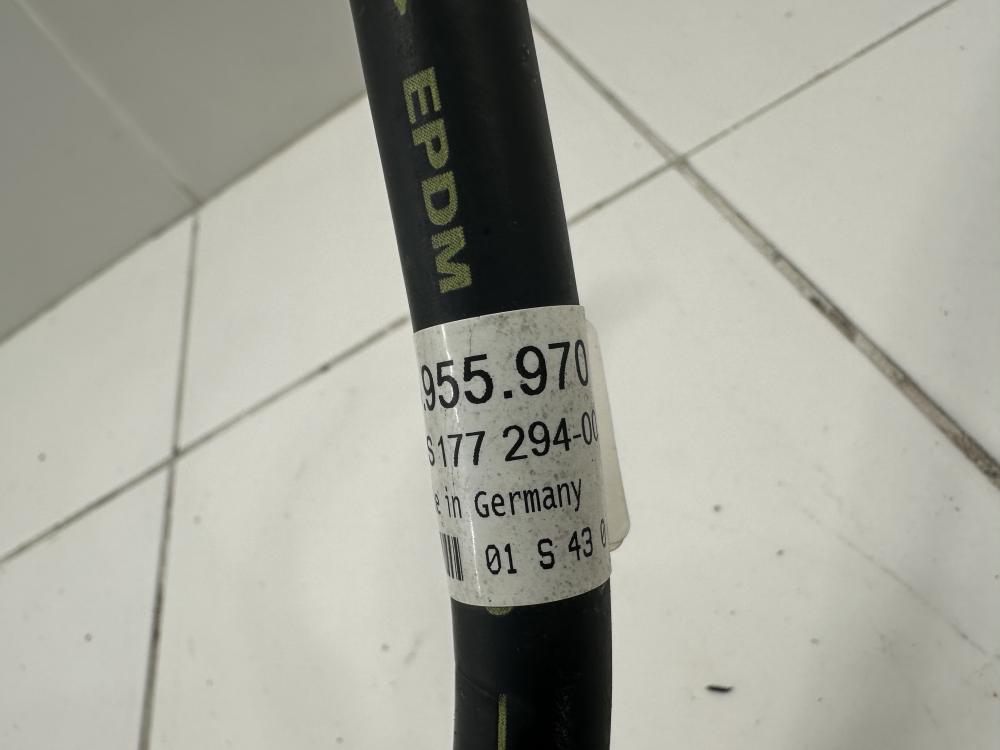 EPDM
.955.970
S177 294-00
e in Germany
01 S 43 0